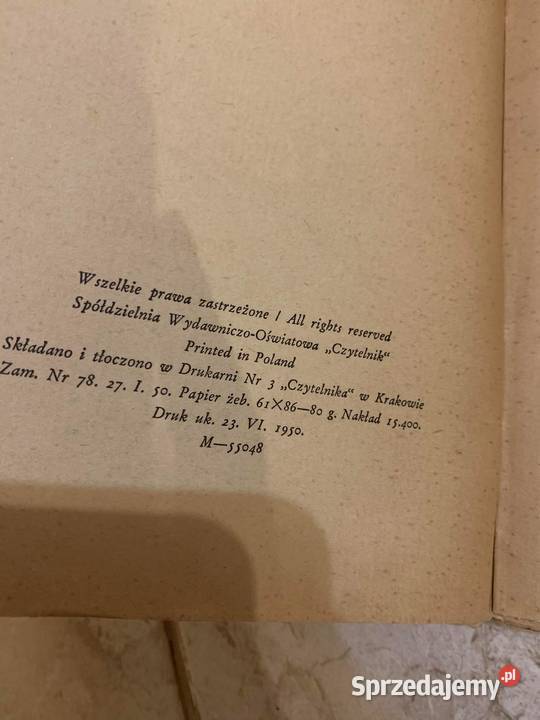 Wszelkie prawa zastrzeżone / All rights reserved
Spółdzielnia Wydawniczo-Oświatowa „Czytelnik“
Printed in Poland
Składano i tłoczono w Drukarni Nr 3 „Czytelnika“ w Krakowie
Zam. Nr 78. 27. I. 50. Papier żeb. 61×86—80 g. Nakład 15.400.
Druk uk. 23. VI. 1950.
M—55048
Sprzedajemy.pl